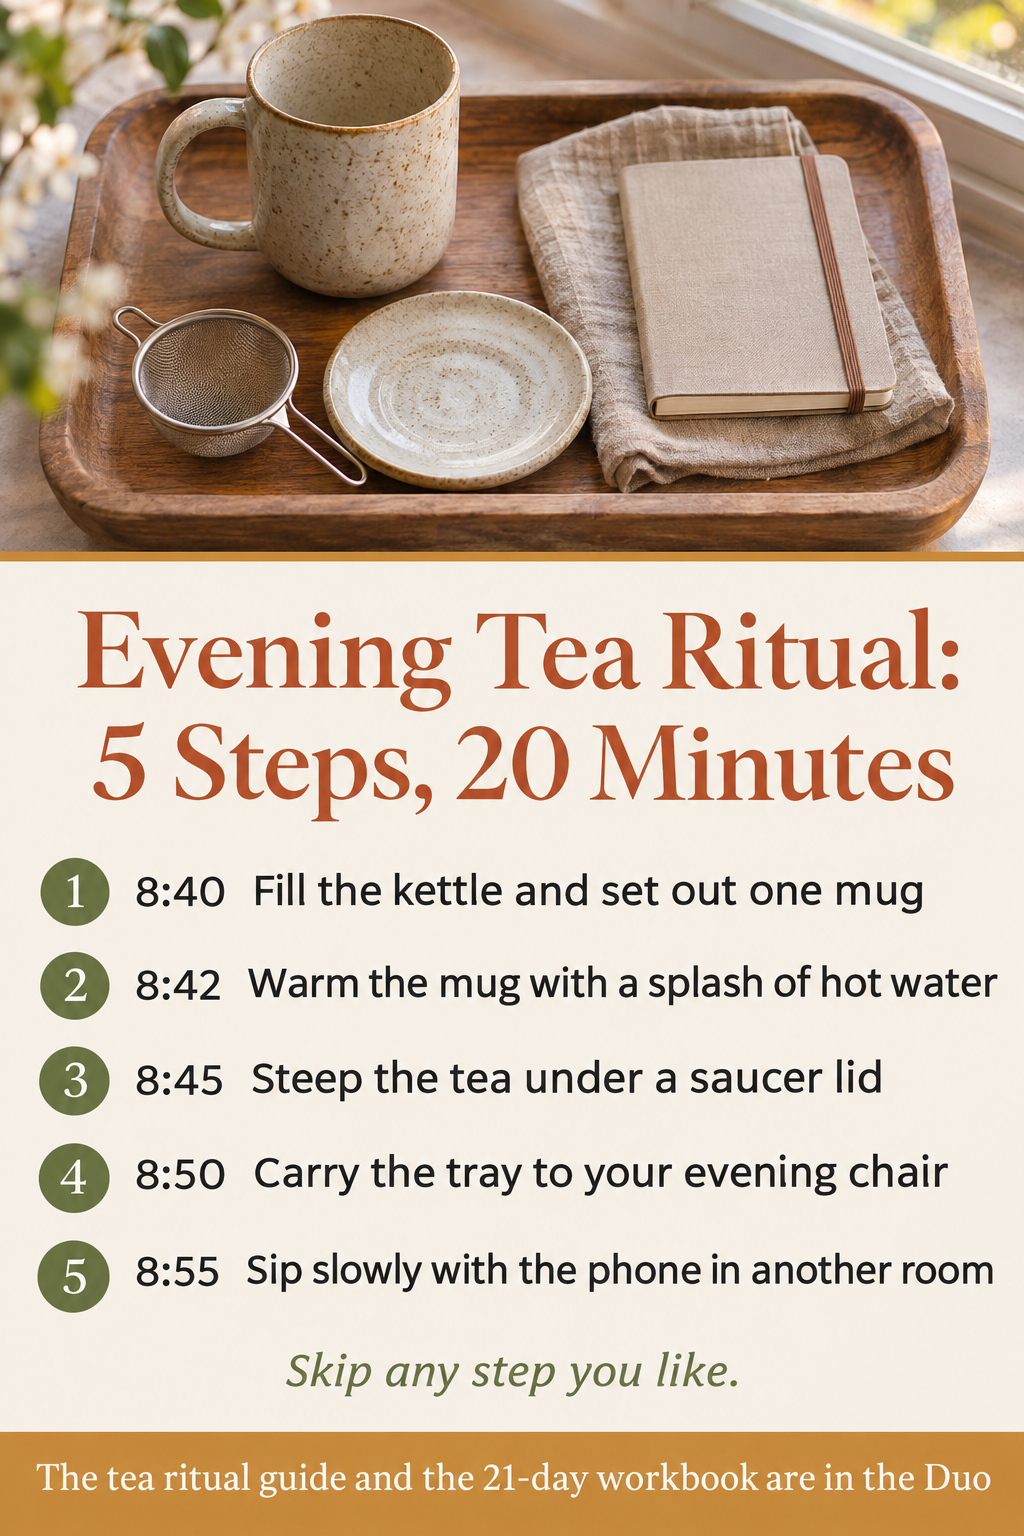 Evening Tea Ritual:
5 Steps, 20 Minutes
1 8:40 Fill the kettle and set out one mug
2 8:42 Warm the mug with a splash of hot water
3 8:45 Steep the tea under a saucer lid
4 8:50 Carry the tray to your evening chair
5 8:55 Sip slowly with the phone in another room
Skip any step you like.
The tea ritual guide and the 21-day workbook are in the Duo